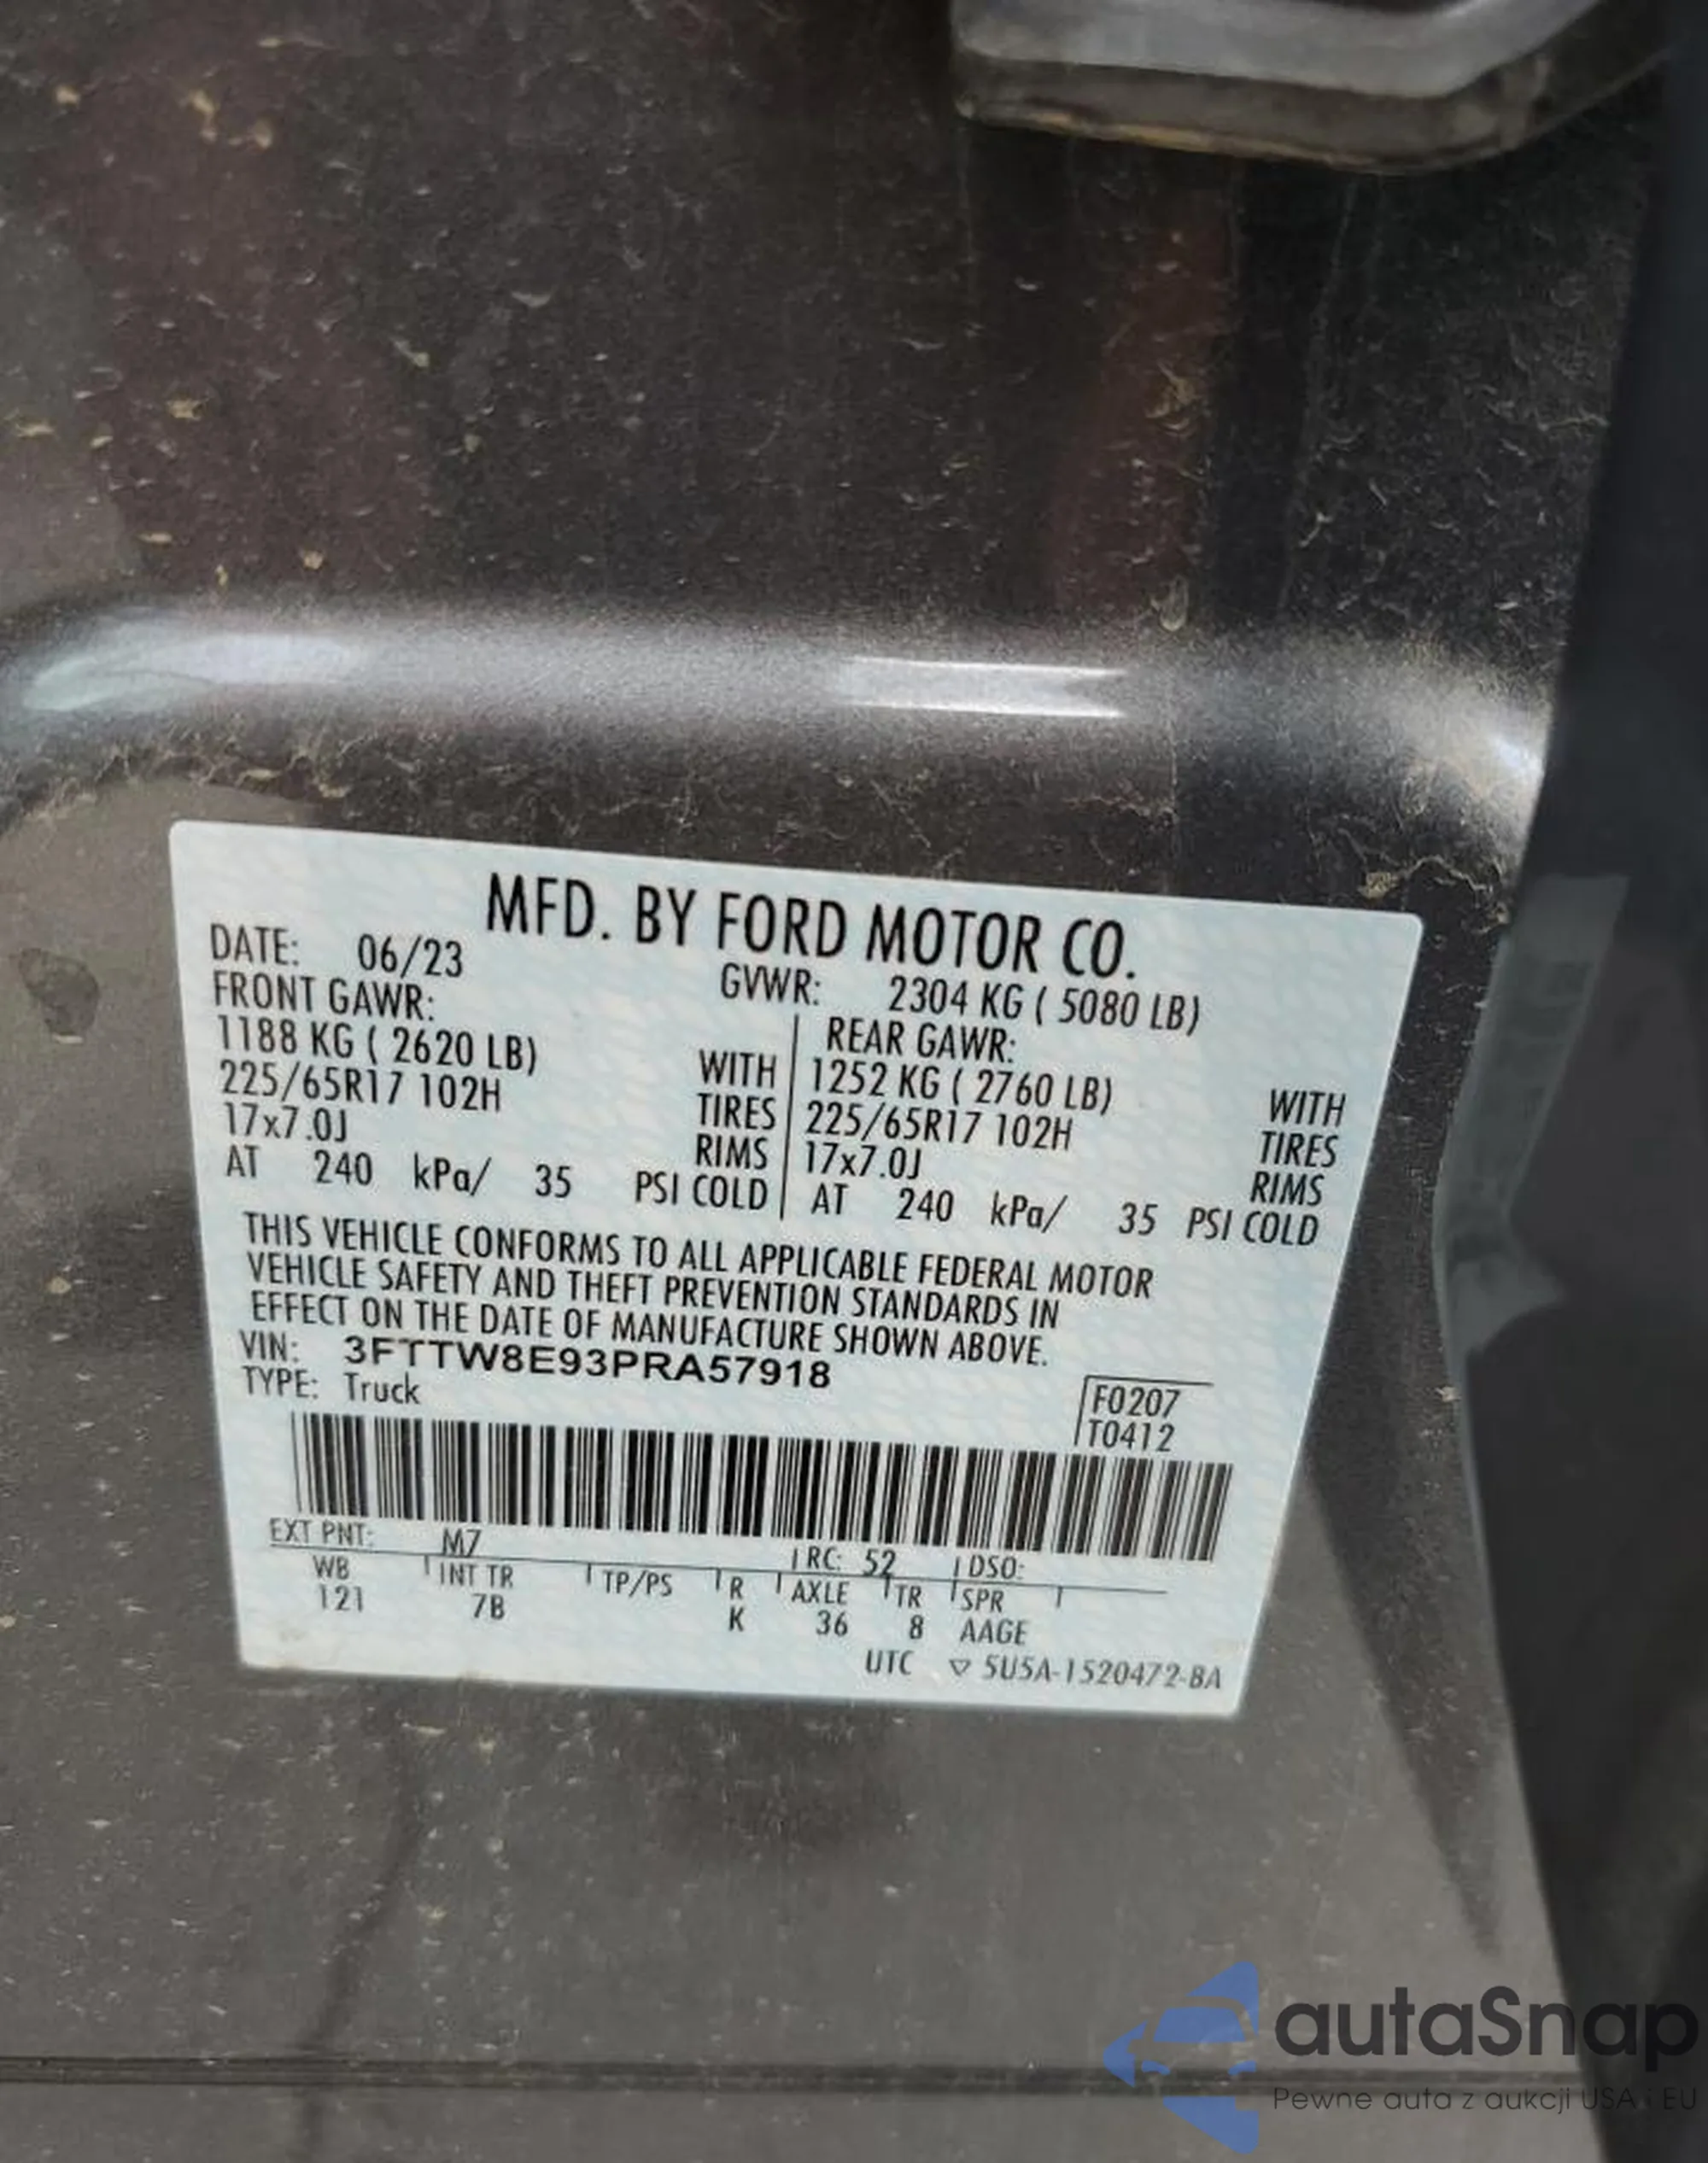 MFD. BY FORD MOTOR CO.
DATE: 06/23 GVWR: 2304 KG ( 5080 LB)
FRONT GAWR: REAR GAWR:
1188 KG ( 2620 LB) WITH 1252 KG ( 2760 LB) WITH
225/65R17 102H TIRES 225/65R17 102H TIRES
17x7.0J RIMS 17x7.0J RIMS
AT 240 kPa/ 35 PSI COLD AT 240 kPa/ 35 PSI COLD
THIS VEHICLE CONFORMS TO ALL APPLICABLE FEDERAL MOTOR
VEHICLE SAFETY AND THEFT PREVENTION STANDARDS IN
EFFECT ON THE DATE OF MANUFACTURE SHOWN ABOVE.
VIN: 3FTTW8E93PRA57918
TYPE: Truck
F0207
T0412
EXT PNT: M7 RC: 52 DSO:
WB INT TR TP/PS R AXLE TR SPR
121 7B K 36 8 AAGE
UTC ▽ 5U5A-1520472-BA
autaSnap
Pewne auta z aukcji USA i EU